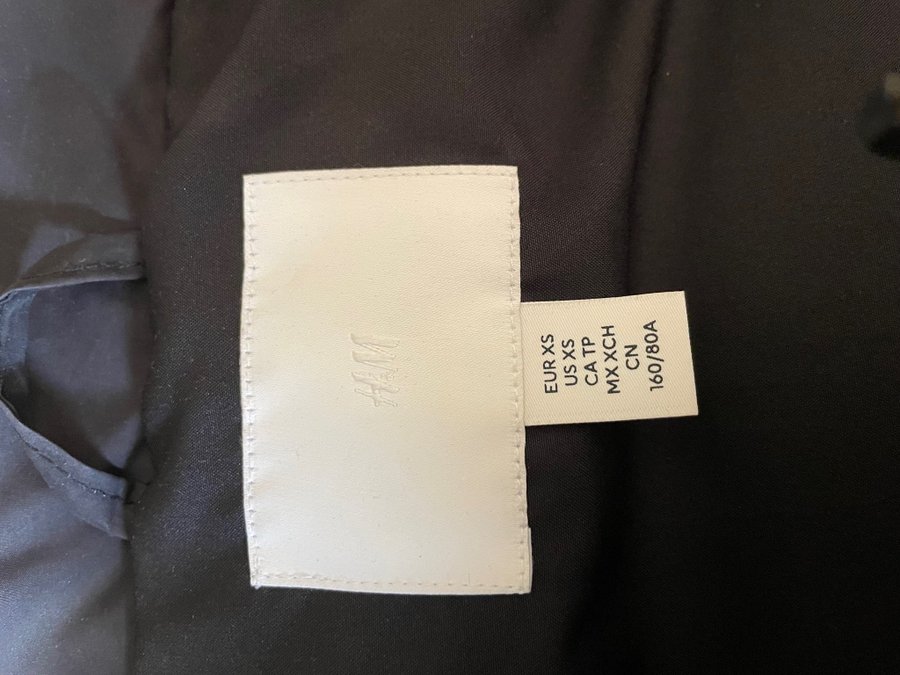 H&M
EUR XS
US XS
CA TP
MX XCH
CN
160/80A